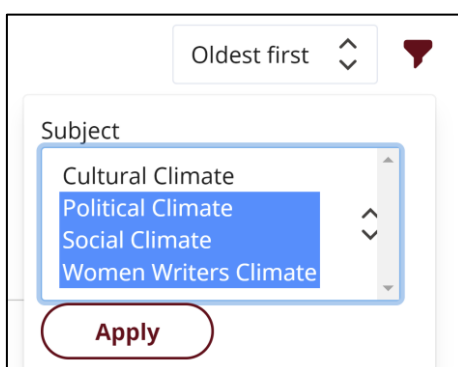 Oldest first
Subject
Cultural Climate
Political Climate
Social Climate
Women Writers Climate
Apply